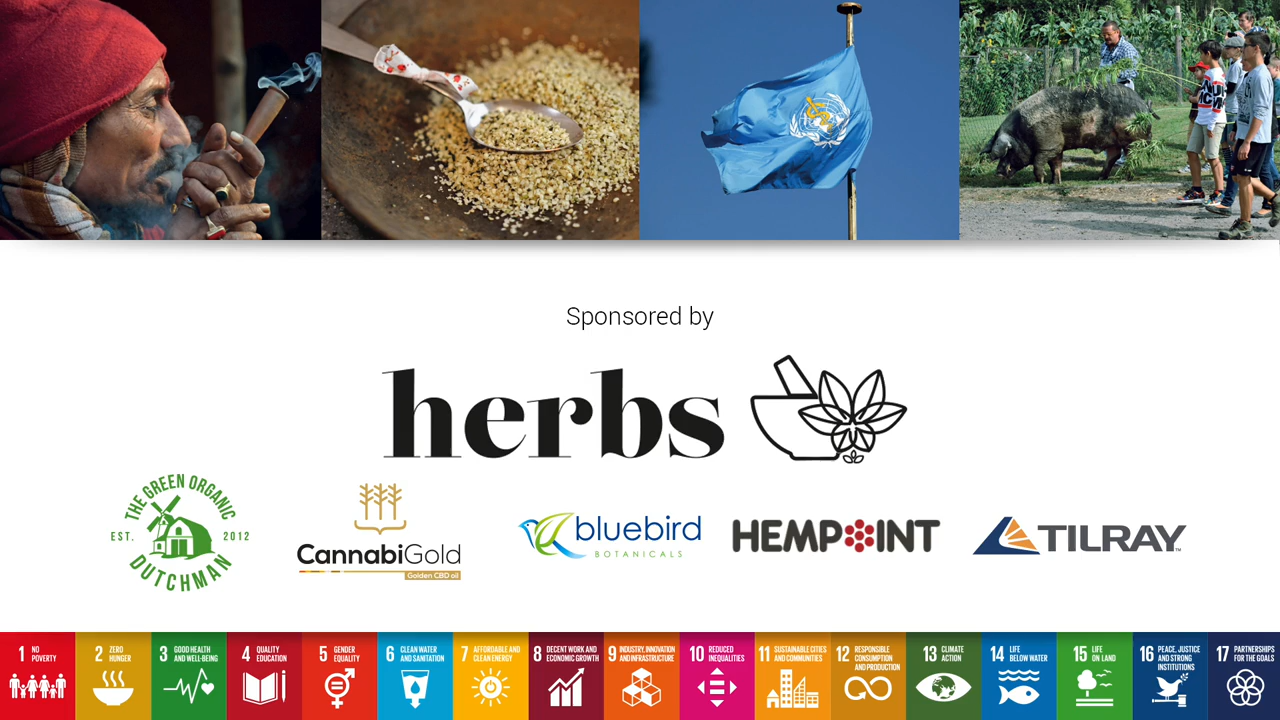 Sponsored by
herbs
THE GREEN ORGANIC
EST. 2012
DUTCHMAN
CannabiGold
Golden CBD oil
bluebird
BOTANICALS
HEMPOINT
TILRAY™
1 NO
POVERTY
2 ZERO
HUNGER
3 GOOD HEALTH
AND WELL-BEING
4 QUALITY
EDUCATION
5 GENDER
EQUALITY
6 CLEAN WATER
AND SANITATION
7 AFFORDABLE AND
CLEAN ENERGY
8 DECENT WORK AND
ECONOMIC GROWTH
9 INDUSTRY, INNOVATION
AND INFRASTRUCTURE
10 REDUCED
INEQUALITIES
11 SUSTAINABLE CITIES
AND COMMUNITIES
12 RESPONSIBLE
CONSUMPTION
AND PRODUCTION
13 CLIMATE
ACTION
14 LIFE
BELOW WATER
15 LIFE
ON LAND
16 PEACE, JUSTICE
AND STRONG
INSTITUTIONS
17 PARTNERSHIPS
FOR THE GOALS